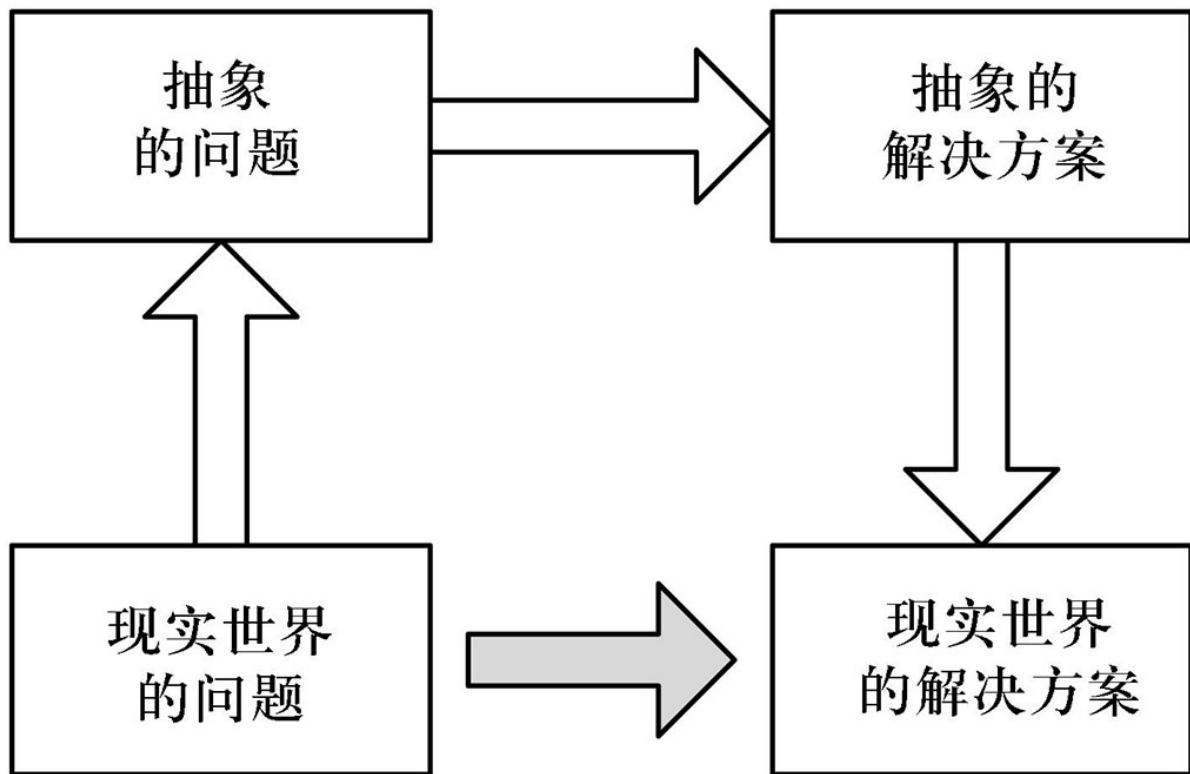 抽象
的问题
抽象的
解决方案
现实世界
的问题
现实世界
的解决方案